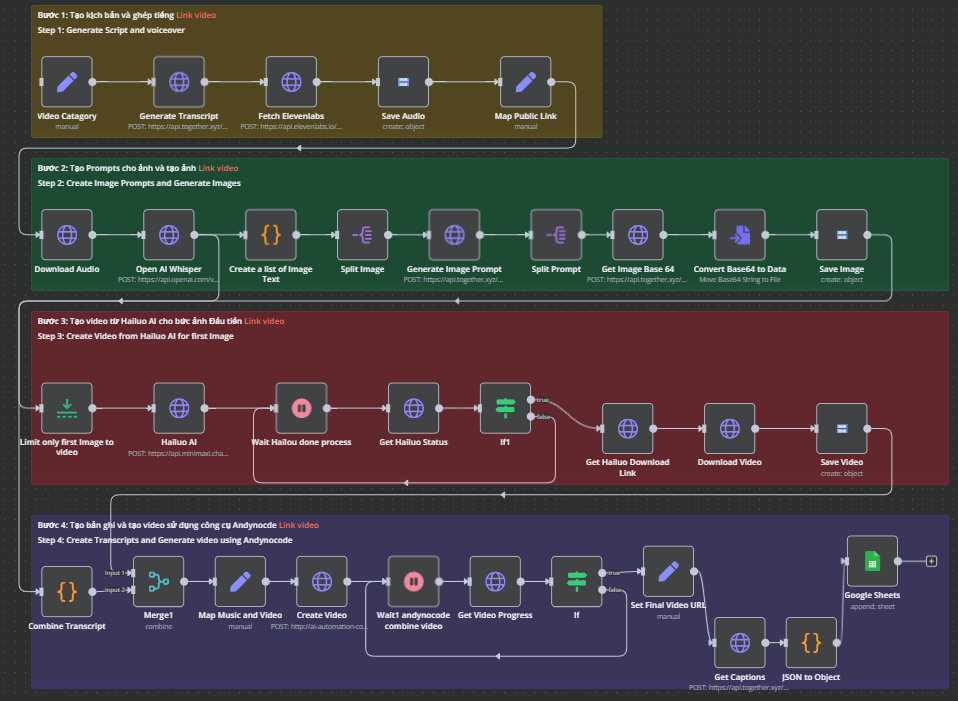 Bước 1: Tạo kịch bản và ghép tiếng Link video
Step 1: Generate Script and voiceover
Video Catagory
manual
Generate Transcript
POST: https://api.together.xyz/...
Fetch Elevenlabs
POST: https://api.elevenlabs.io/...
Save Audio
create: object
Map Public Link
manual
Bước 2: Tạo Prompts cho ảnh và tạo ảnh Link video
Step 2: Create Image Prompts and Generate Images
Download Audio
Open AI Whisper
POST: https://api.openai.com/v...
Create a list of Image
Text
Split Image
Generate Image Prompt
POST: https://api.together.xyz/...
Split Prompt
Get Image Base 64
POST: https://api.together.xyz/...
Convert Base64 to Data
Move Base64 String to File
Save Image
create: object
Bước 3: Tạo video từ Hailuo AI cho bức ảnh Đầu tiền Link video
Step 3: Create Video from Hailuo AI for first Image
Limit only first Image to
video
Hailuo AI
POST: https://api.minimaxi.cha...
Wait Hailou done process
Get Hailuo Status
If1
true
false
Get Hailuo Download
Link
Download Video
Save Video
create: object
Bước 4: Tạo bản ghi và tạo video sử dụng công cụ Andynocde Link video
Step 4: Create Transcripts and Generate video using Andynocode
Combine Transcript
Input 1
Input 2
Merge1
combine
Map Music and Video
manual
Create Video
POST: http://ai-automation-co...
Wait1 andynocode
combine video
Get Video Progress
If
true
false
Set Final Video URL
manual
Get Captions
POST: https://api.together.xyz/...
JSON to Object
Google Sheets
append: sheet